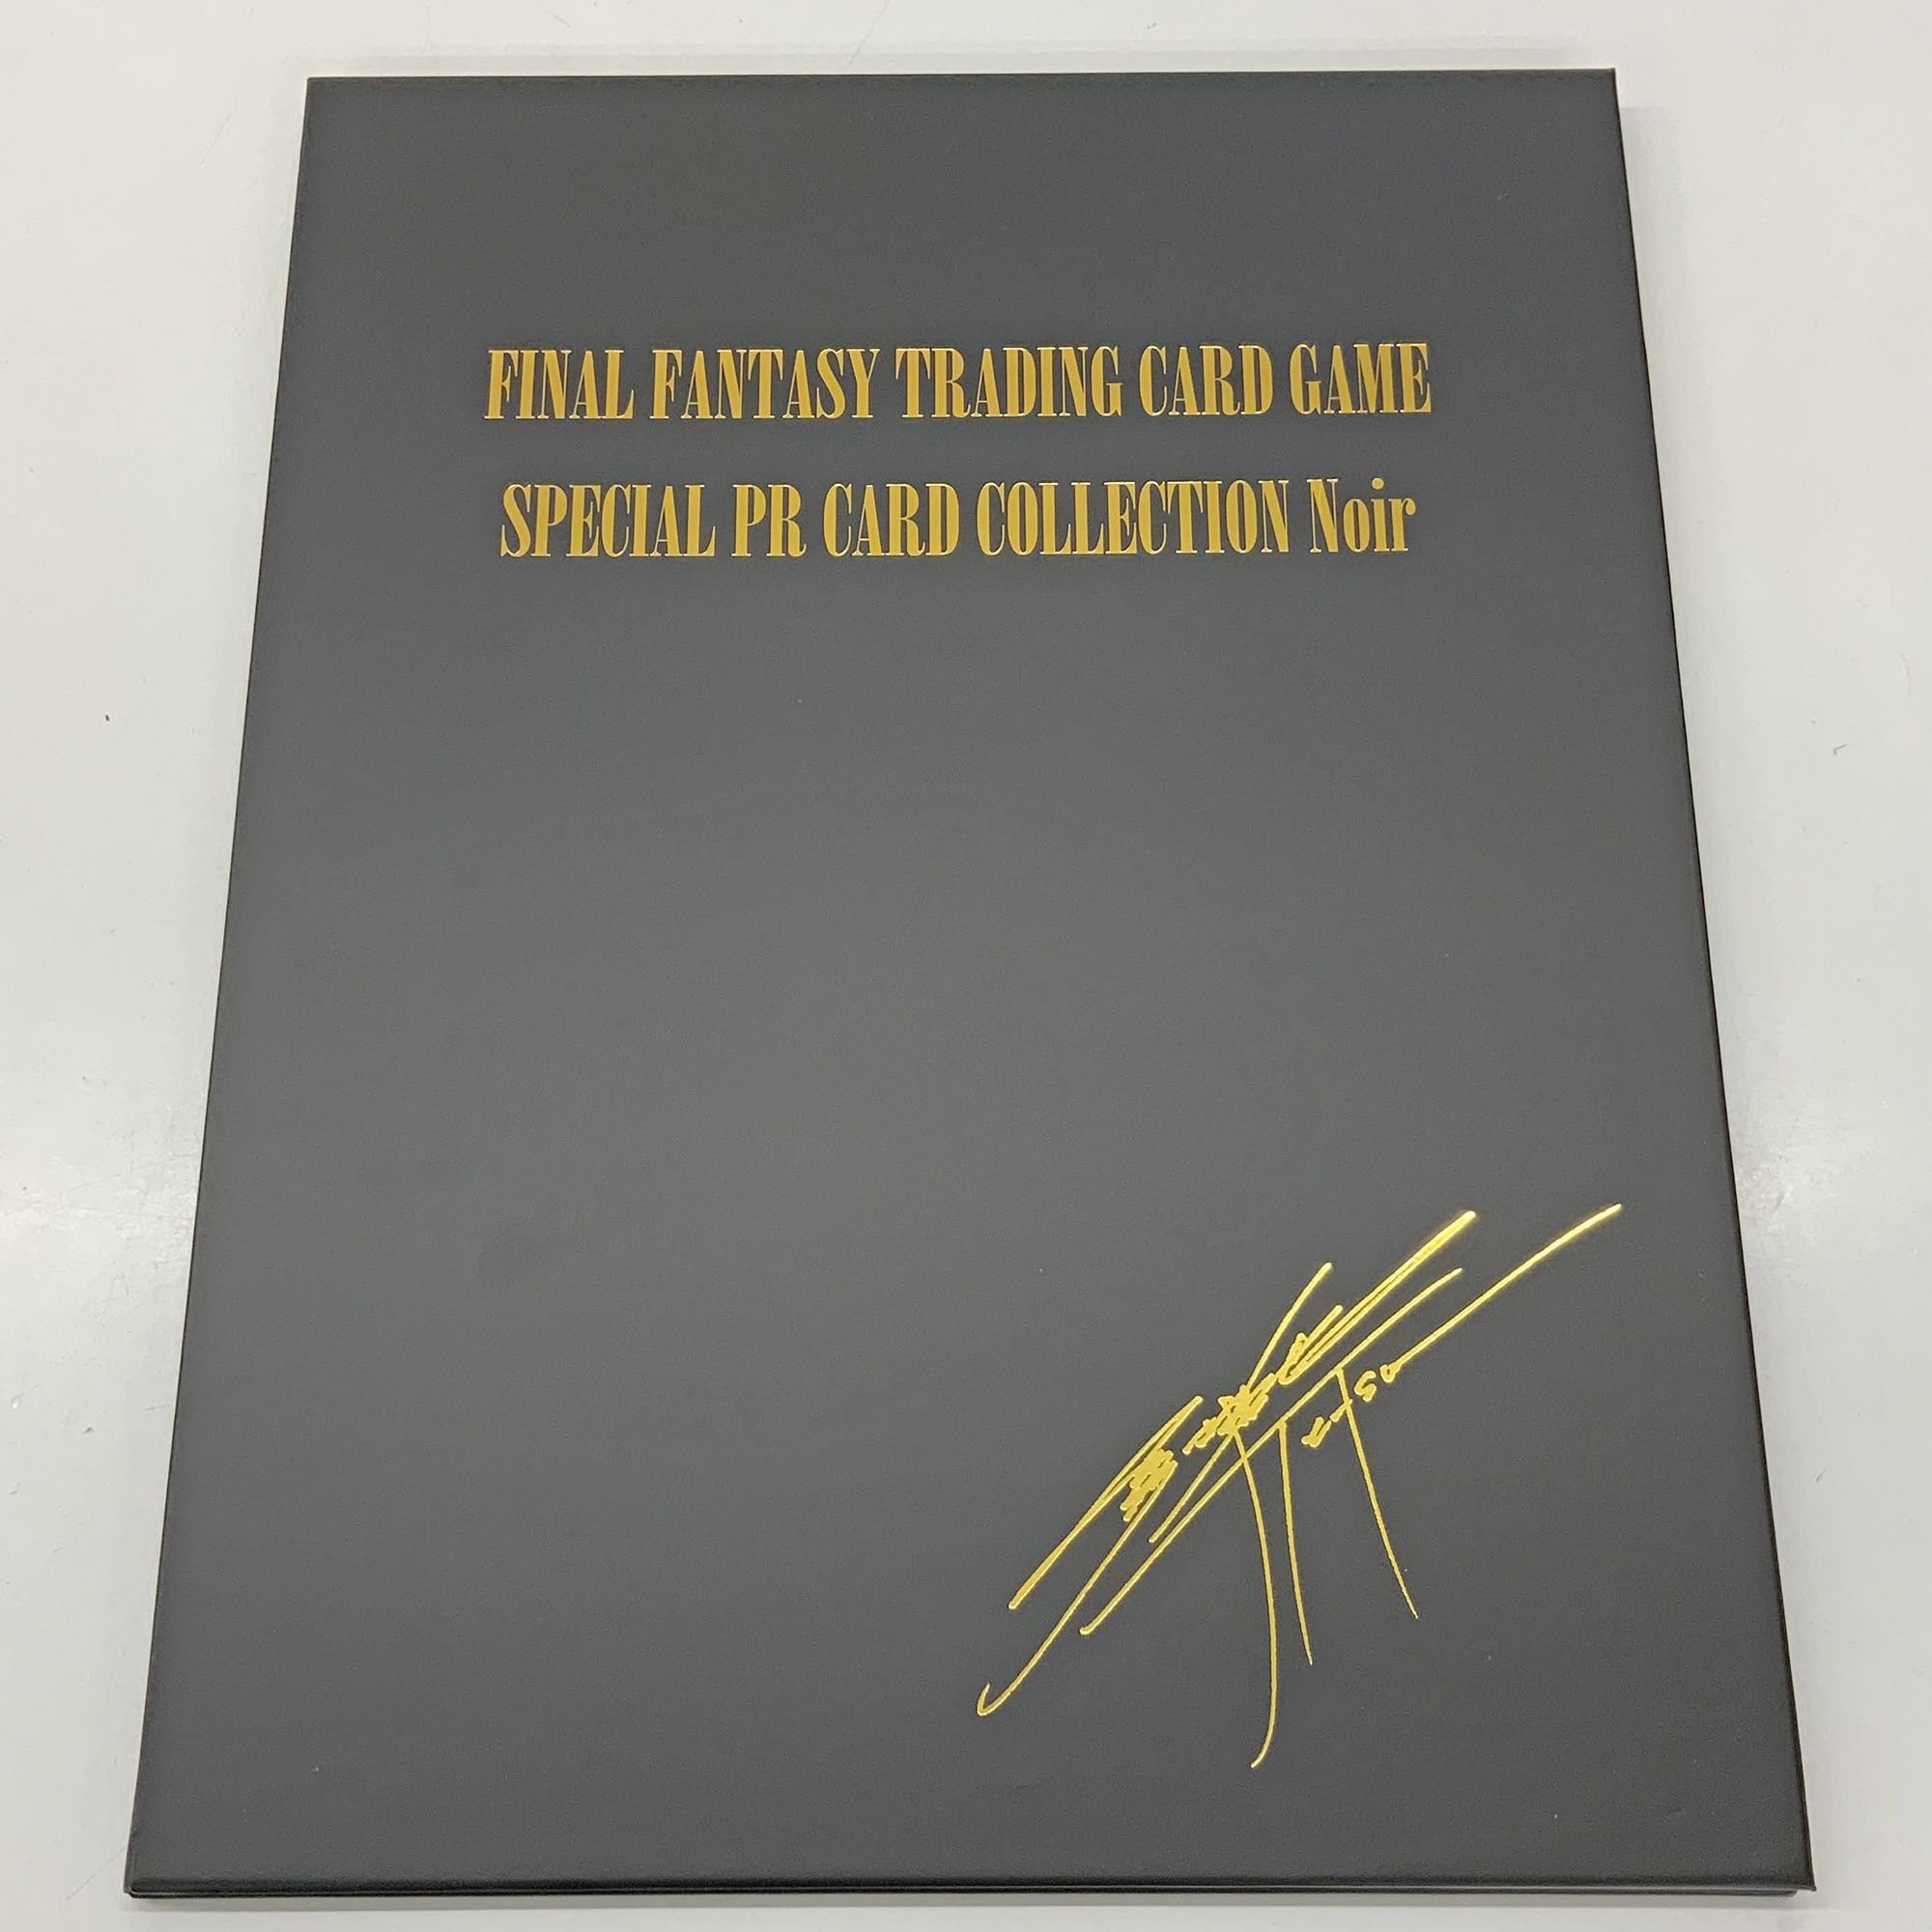 FINAL FANTASY TRADING CARD GAME
SPECIAL PR CARD COLLECTION Noir